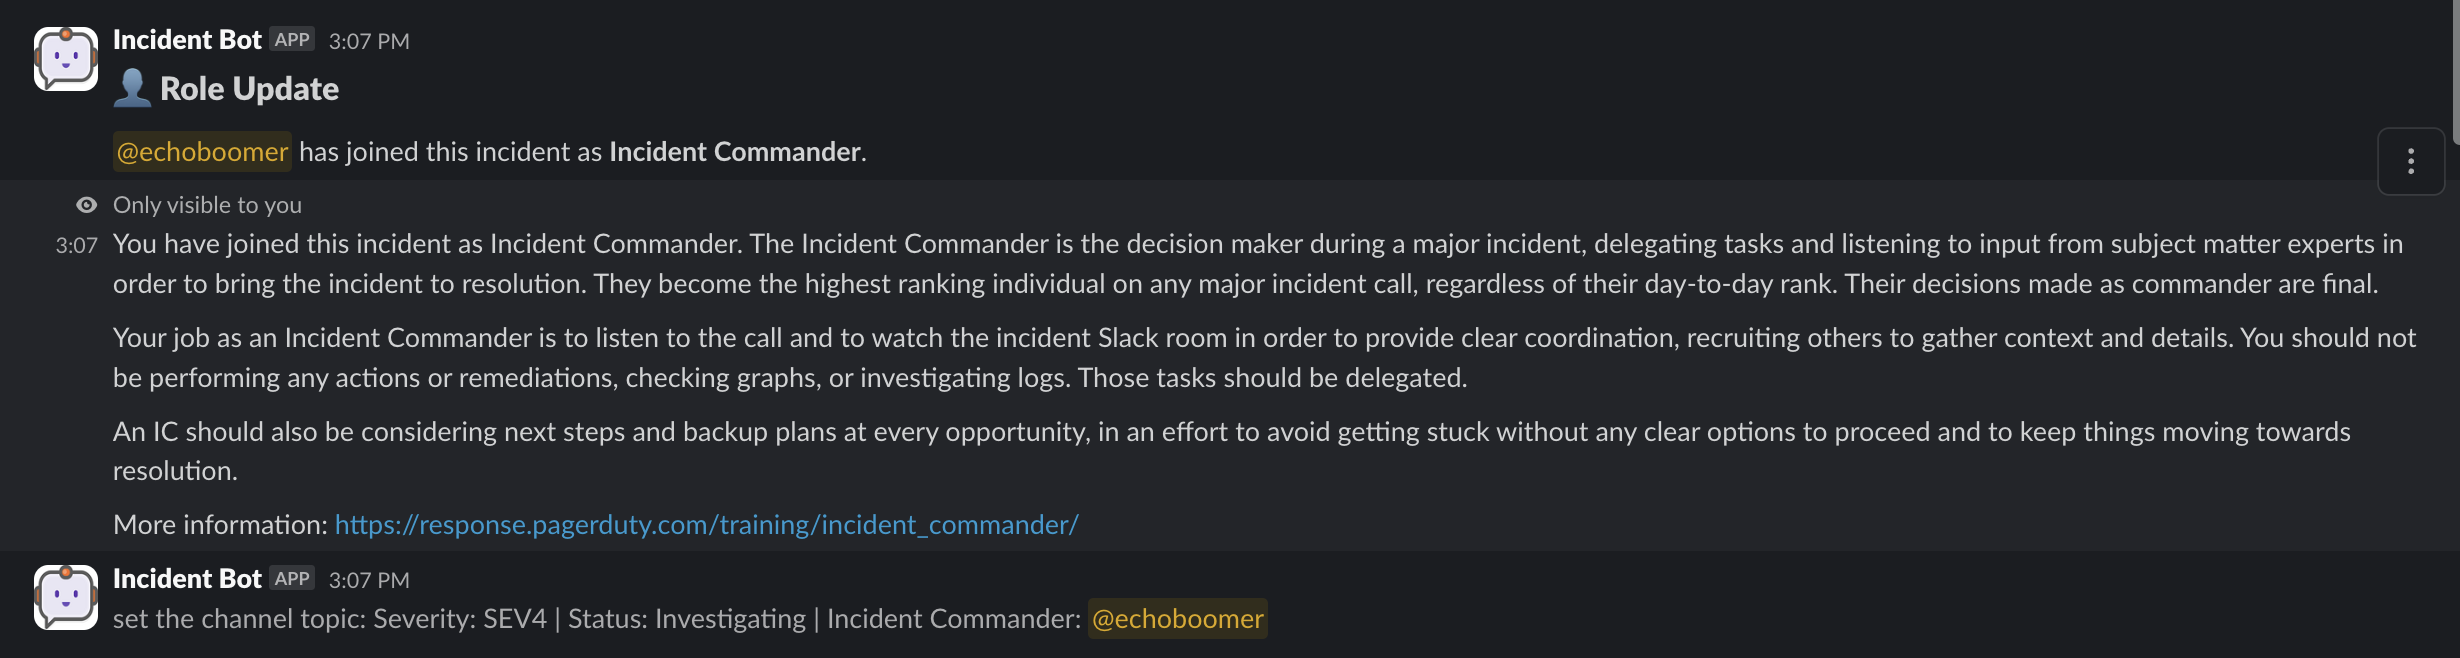 Incident Bot APP 3:07 PM
Role Update
@echoboomer has joined this incident as Incident Commander.
Only visible to you
3:07 You have joined this incident as Incident Commander. The Incident Commander is the decision maker during a major incident, delegating tasks and listening to input from subject matter experts in
order to bring the incident to resolution. They become the highest ranking individual on any major incident call, regardless of their day-to-day rank. Their decisions made as commander are final.
Your job as an Incident Commander is to listen to the call and to watch the incident Slack room in order to provide clear coordination, recruiting others to gather context and details. You should not
be performing any actions or remediations, checking graphs, or investigating logs. Those tasks should be delegated.
An IC should also be considering next steps and backup plans at every opportunity, in an effort to avoid getting stuck without any clear options to proceed and to keep things moving towards
resolution.
More information: https://response.pagerduty.com/training/incident_commander/
Incident Bot APP 3:07 PM
set the channel topic: Severity: SEV4 | Status: Investigating | Incident Commander: @echoboomer